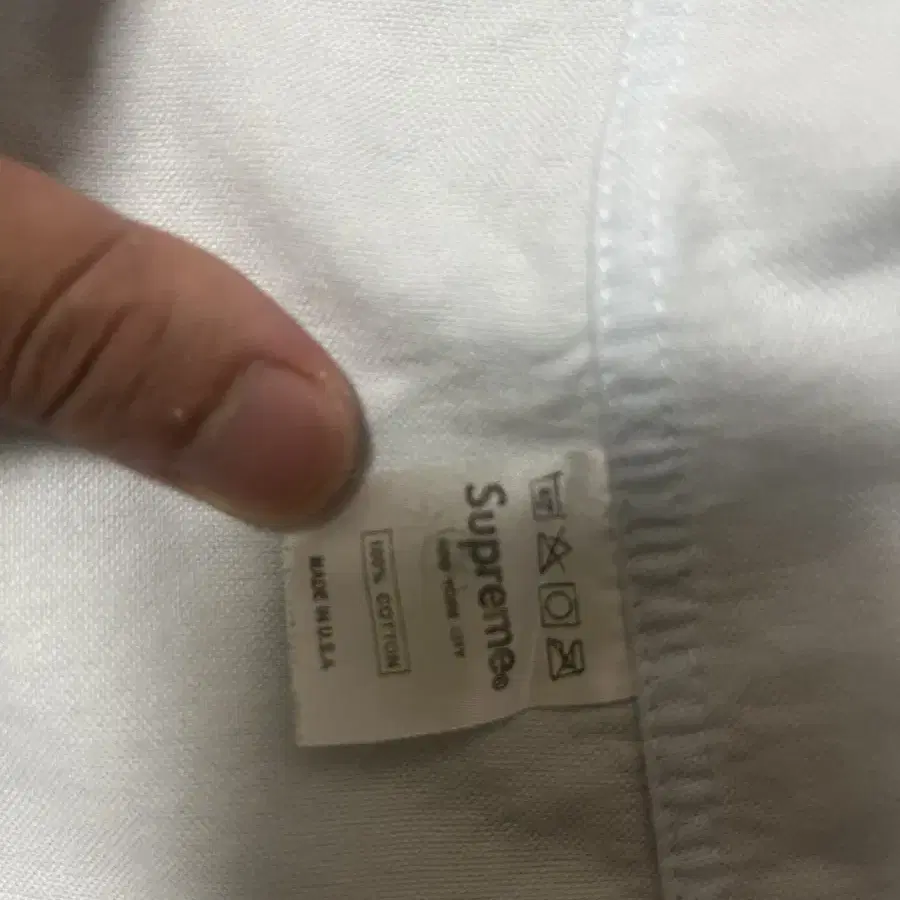 Supreme®
NEW YORK CITY
100% COTTON
MADE IN U.S.A